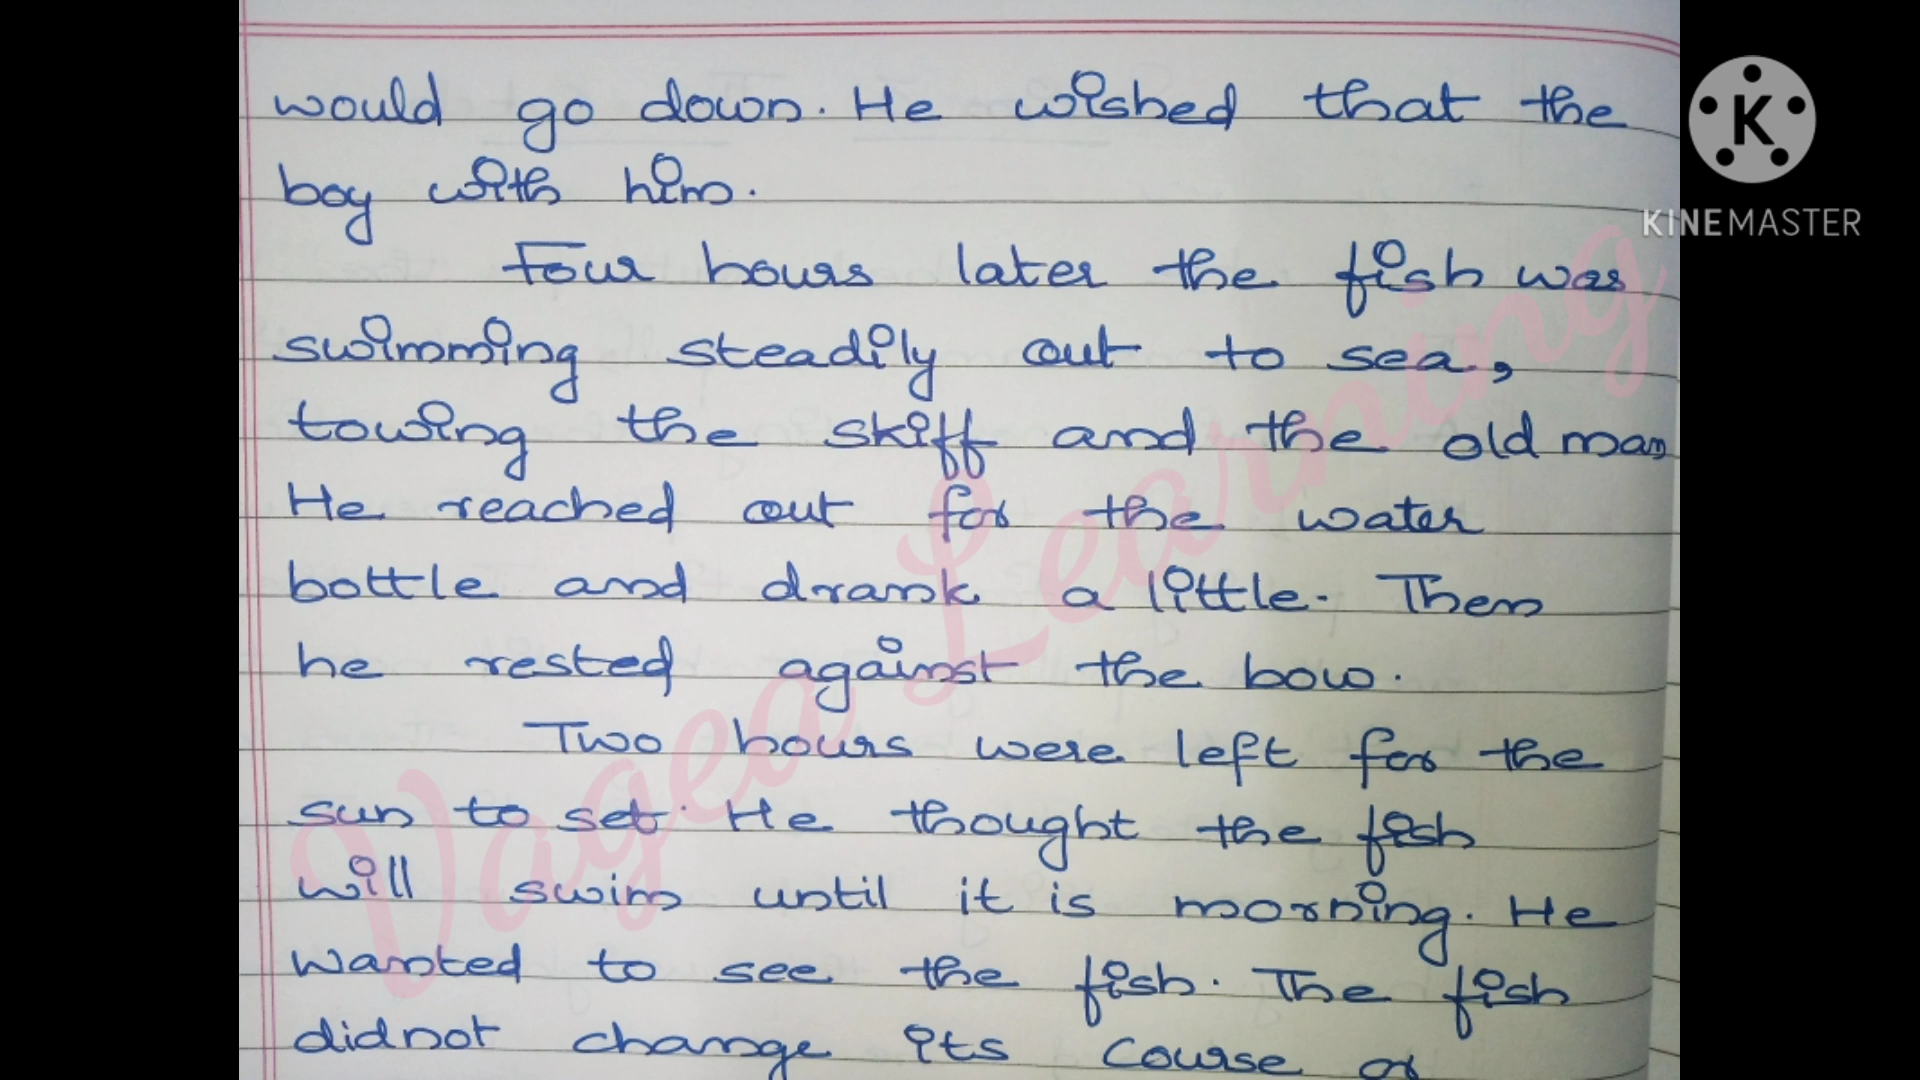 would go down. He wished that the
boy with him.
Four hours later the fish was
swimming steadily out to sea,
towing the skiff and the old man
He reached out for the water
bottle and drank a little. Then
he rested against the bow.
Two hours were left for the
sun to set. He thought the fish
will swim until it is morning. He
wanted to see the fish. The fish
didnot change its course or
K
KINEMASTER
Vagea Learning